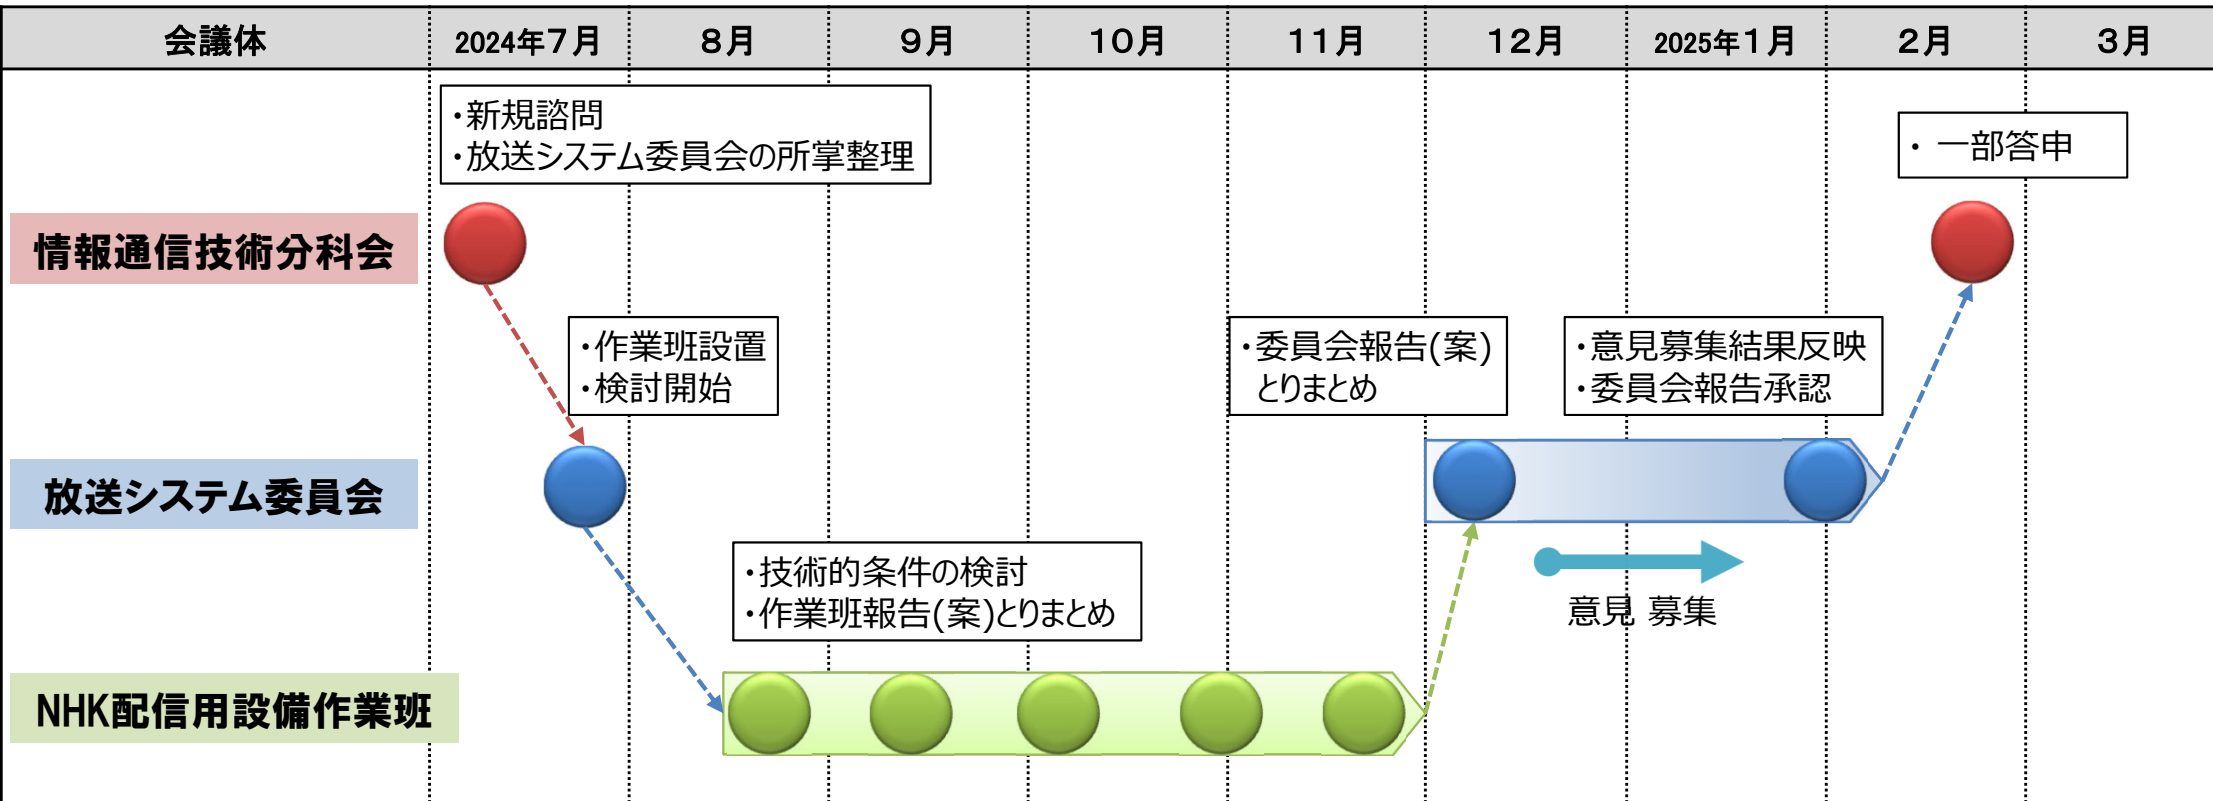 会議体
2024年7月
8月
9月
10月
11月
12月
2025年1月
2月
3月
・新規諮問
・放送システム委員会の所掌整理
・ 一部答申
情報通信技術分科会
・作業班設置
・検討開始
・委員会報告(案)
とりまとめ
・意見募集結果反映
・委員会報告承認
放送システム委員会
・技術的条件の検討
・作業班報告(案)とりまとめ
意見 募集
NHK配信用設備作業班